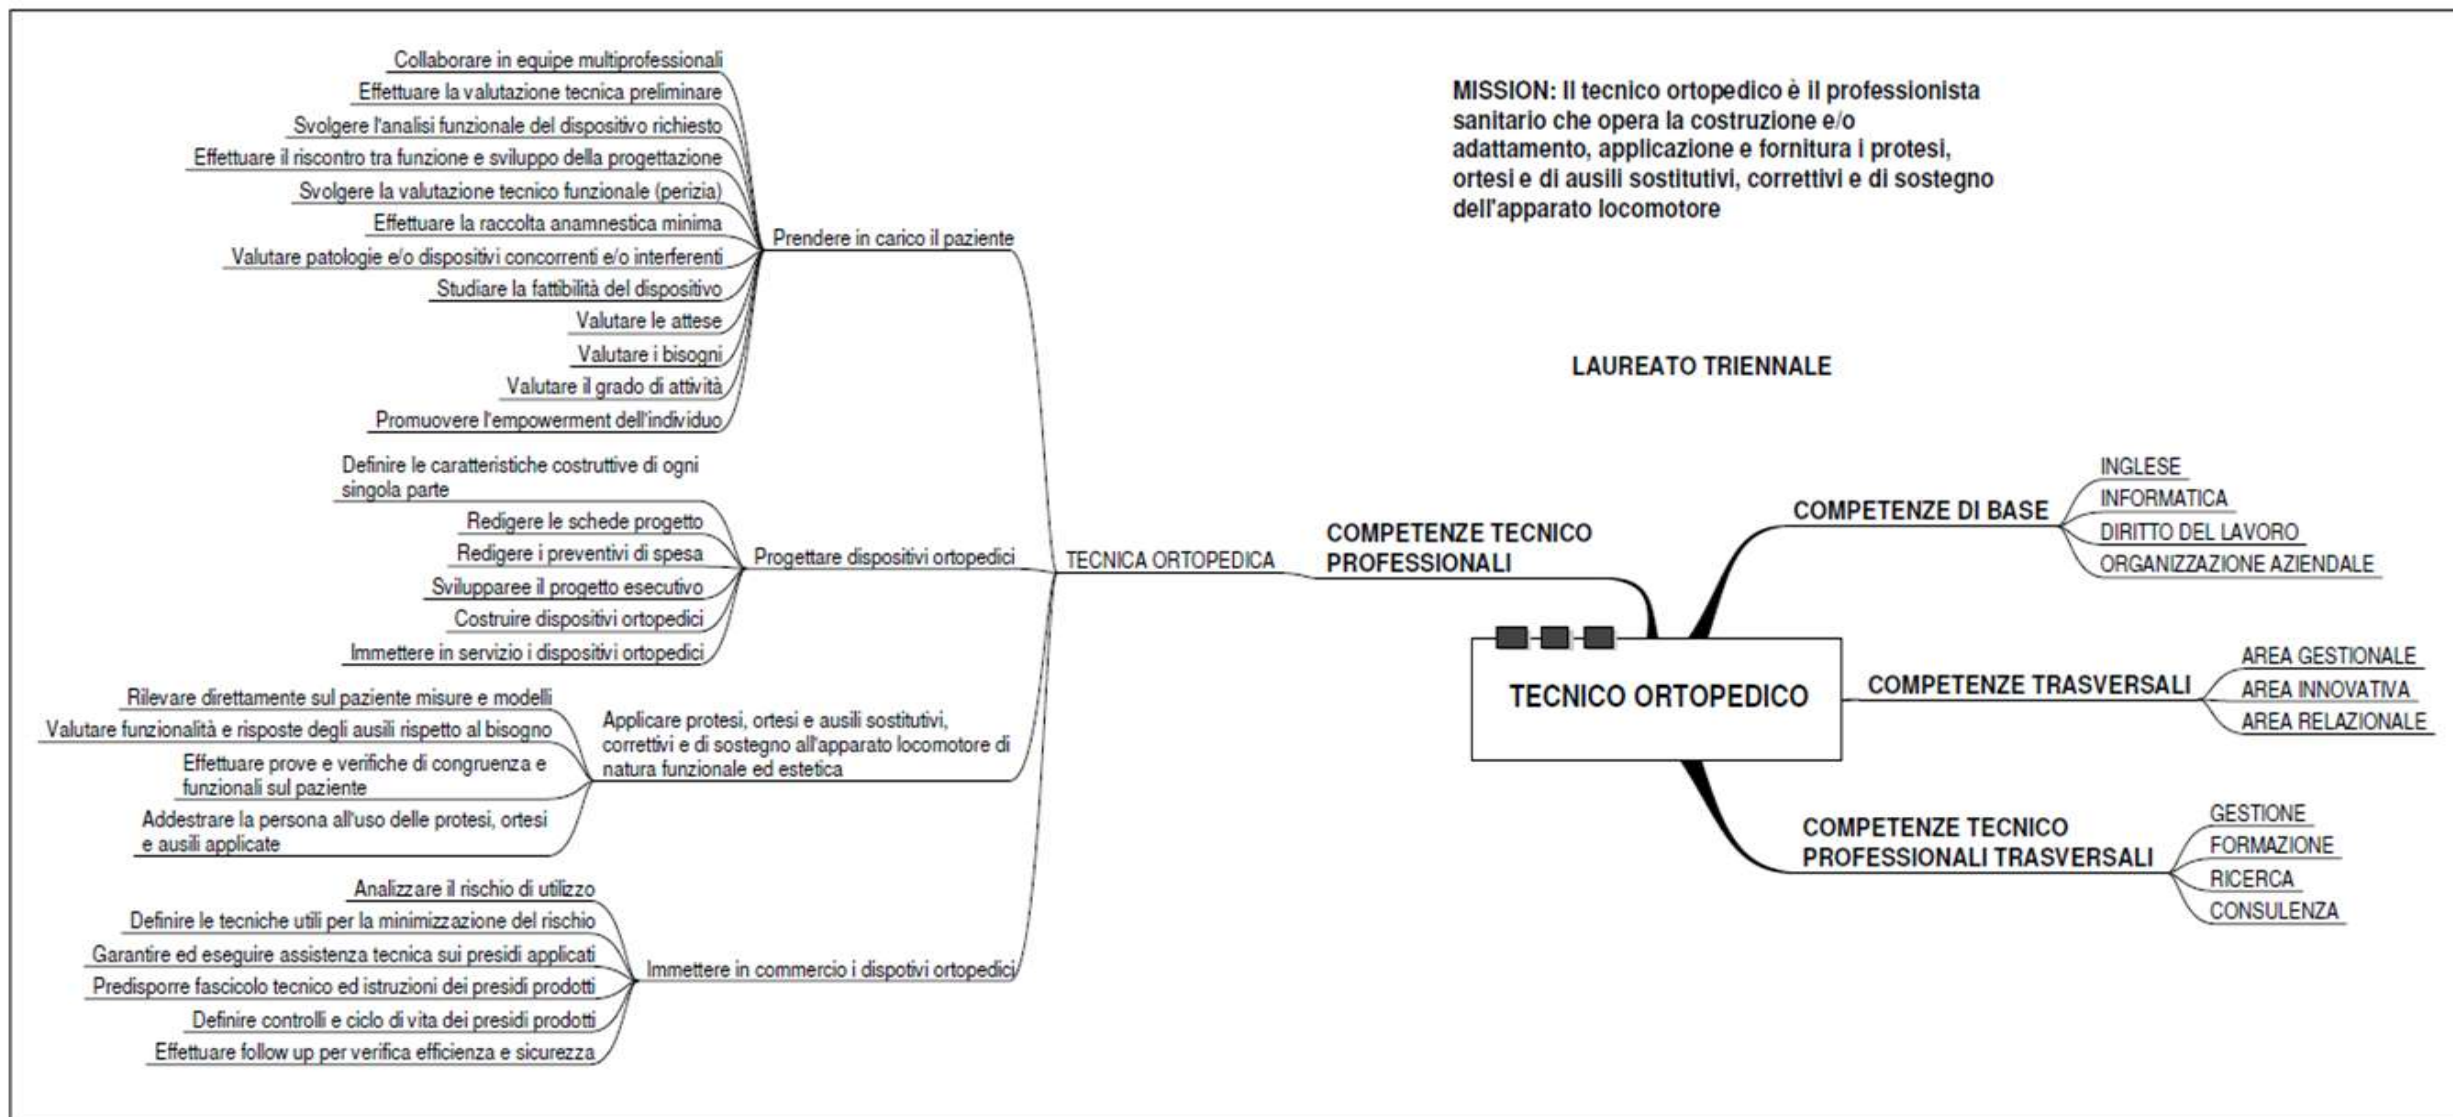 Collaborare in equipe multiprofessionali
Effettuare la valutazione tecnica preliminare
Svolgere l'analisi funzionale del dispositivo richiesto
Effettuare il riscontro tra funzione e sviluppo della progettazione
Svolgere la valutazione tecnico funzionale (perizia)
Effettuare la raccolta anamnestica minima
Valutare patologie e/o dispositivi concorrenti e/o interferenti
Studiare la fattibilità del dispositivo
Valutare le attese
Valutare i bisogni
Valutare il grado di attività
Promuovere l'empowerment dell'individuo
Prendere in carico il paziente
Definire le caratteristiche costruttive di ogni
singola parte
Redigere le schede progetto
Redigere i preventivi di spesa
Svilupparee il progetto esecutivo
Costruire dispositivi ortopedici
Immettere in servizio i dispositivi ortopedici
Progettare dispositivi ortopedici
Rilevare direttamente sul paziente misure e modelli
Valutare funzionalità e risposte degli ausili rispetto al bisogno
Effettuare prove e verifiche di congruenza e
funzionali sul paziente
Addestrare la persona all'uso delle protesi, ortesi
e ausili applicate
Applicare protesi, ortesi e ausili sostitutivi,
correttivi e di sostegno all'apparato locomotore di
natura funzionale ed estetica
Analizzare il rischio di utilizzo
Definire le tecniche utili per la minimizzazione del rischio
Garantire ed eseguire assistenza tecnica sui presidi applicati
Predisporre fascicolo tecnico ed istruzioni dei presidi prodotti
Definire controlli e ciclo di vita dei presidi prodotti
Effettuare follow up per verifica efficienza e sicurezza
Immettere in commercio i dispotivi ortopedici
TECNICA ORTOPEDICA
COMPETENZE TECNICO
PROFESSIONALI
MISSION: Il tecnico ortopedico è il professionista
sanitario che opera la costruzione e/o
adattamento, applicazione e fornitura i protesi,
ortesi e di ausili sostitutivi, correttivi e di sostegno
dell'apparato locomotore
LAUREATO TRIENNALE
TECNICO ORTOPEDICO
COMPETENZE DI BASE
INGLESE
INFORMATICA
DIRITTO DEL LAVORO
ORGANIZZAZIONE AZIENDALE
COMPETENZE TRASVERSALI
AREA GESTIONALE
AREA INNOVATIVA
AREA RELAZIONALE
COMPETENZE TECNICO
PROFESSIONALI TRASVERSALI
GESTIONE
FORMAZIONE
RICERCA
CONSULENZA